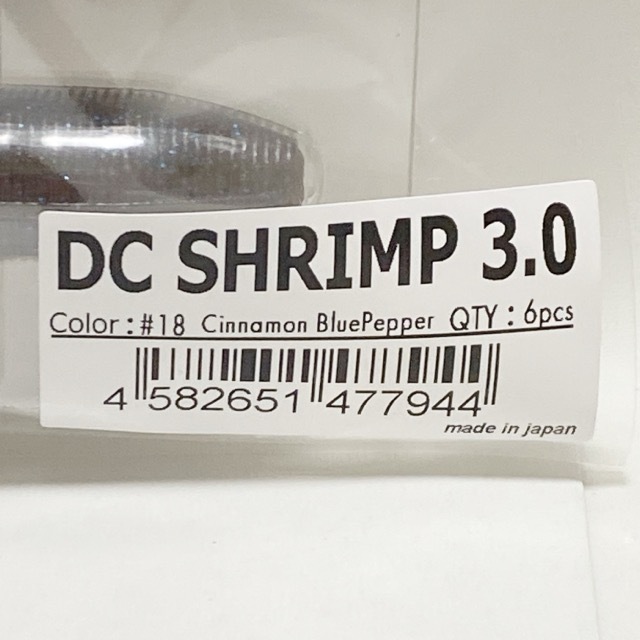 DC SHRIMP 3.0
Color : #18 Cinnamon BluePepper QTY : 6pcs
4 582651 477944
made in japan